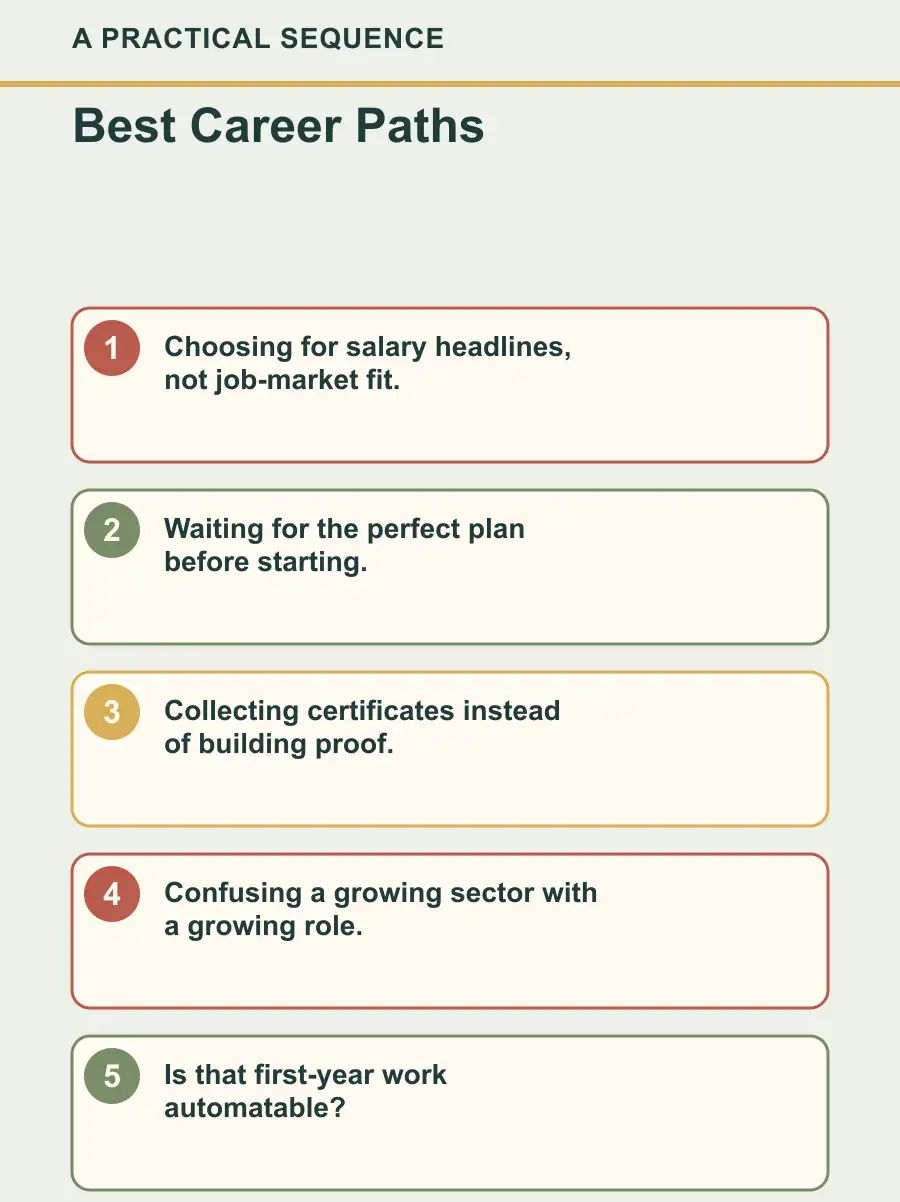 A PRACTICAL SEQUENCE
Best Career Paths
1
Choosing for salary headlines,
not job-market fit.
2
Waiting for the perfect plan
before starting.
3
Collecting certificates instead
of building proof.
4
Confusing a growing sector with
a growing role.
5
Is that first-year work
automatable?